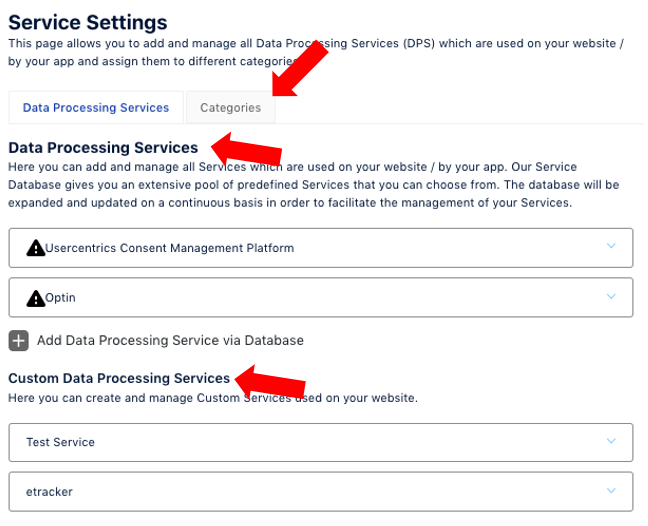 Service Settings
This page allows you to add and manage all Data Processing Services (DPS) which are used on your website /
by your app and assign them to different categories
Data Processing Services
Categories
Data Processing Services
Here you can add and manage all Services which are used on your website / by your app. Our Service
Database gives you an extensive pool of predefined Services that you can choose from. The database will be
expanded and updated on a continuous basis in order to facilitate the management of your Services.
Usercentrics Consent Management Platform
Optin
Add Data Processing Service via Database
Custom Data Processing Services
Here you can create and manage Custom Services used on your website.
Test Service
etracker